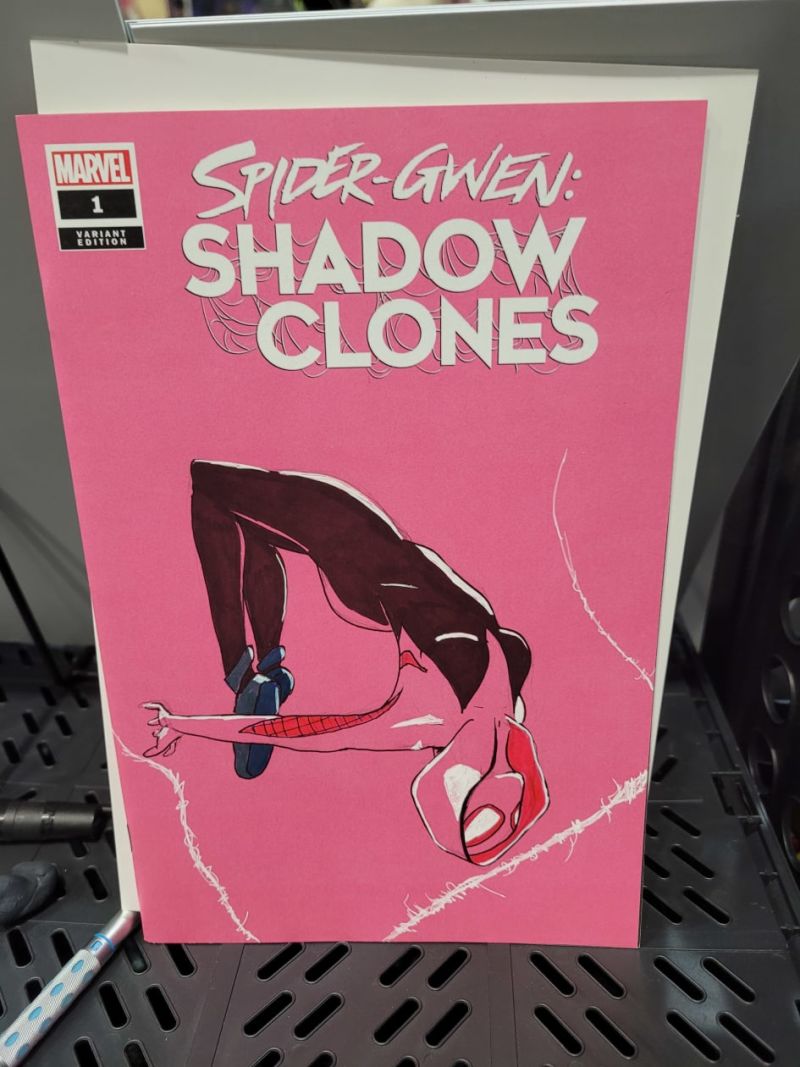 MARVEL
1
VARIANT
EDITION
SPIDER-GWEN:
SHADOW
CLONES